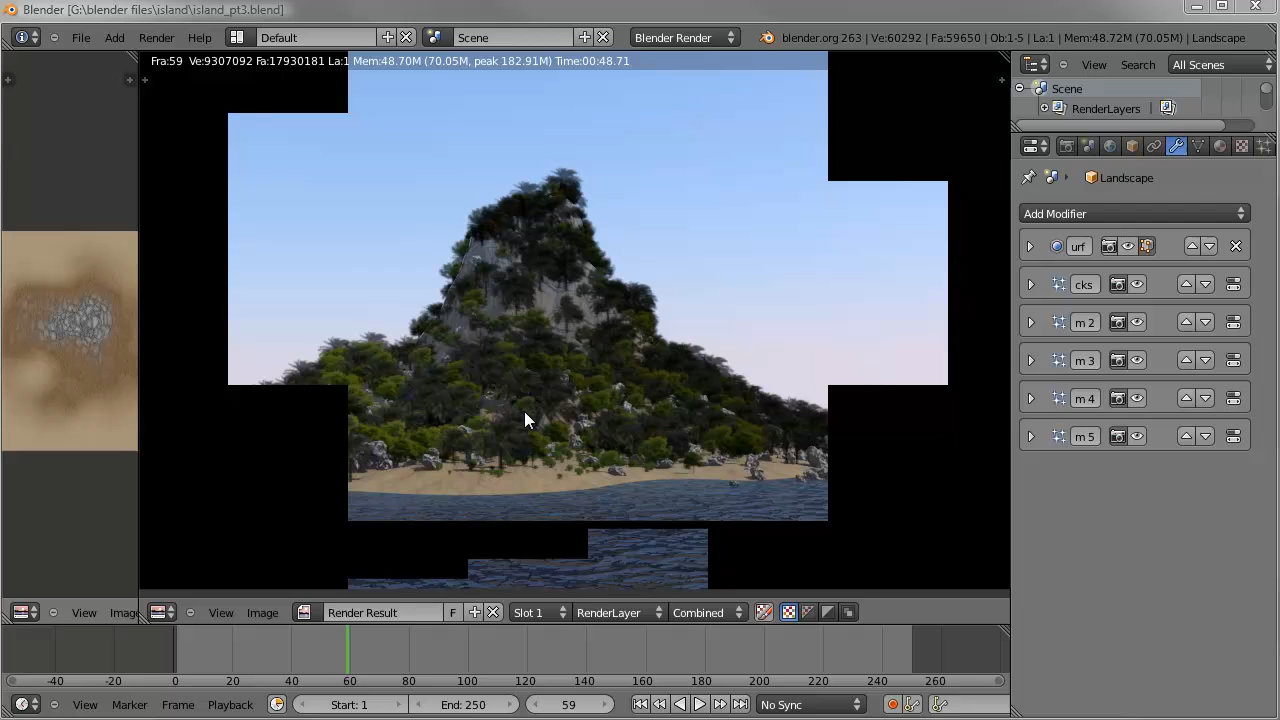 Blender [G:\blender files\island\island_pt3.blend]
File Add Render Help Default Scene Blender Render blender.org 263 | Ve:60292 | Fa:59650 | Ob:1-5 | La:1 | Mem:48.72M (70.05M) | Landscape
Fra:59 Ve:9307092 Fa:17930181 La:1 Mem:48.70M (70.05M, peak 182.91M) Time:00:48.71
View Search All Scenes
Scene
RenderLayers |
Landscape
Add Modifier
urf
cks
m 2
m 3
m 4
m 5
View Image View Image Render Result F Slot 1 RenderLayer Combined
-40 -20 0 20 40 60 80 100 120 140 160 180 200 220 240 260
View Marker Frame Playback Start: 1 End: 250 59 No Sync